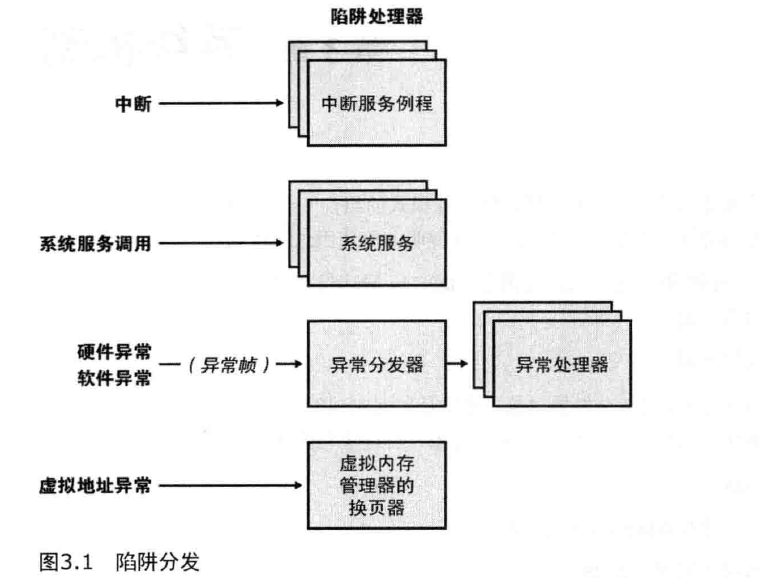 陷阱处理器
中断
中断服务例程
系统服务调用
系统服务
硬件异常
软件异常
(异常帧)
异常分发器
异常处理器
虚拟地址异常
虚拟内存
管理器的
换页器
图3.1 陷阱分发